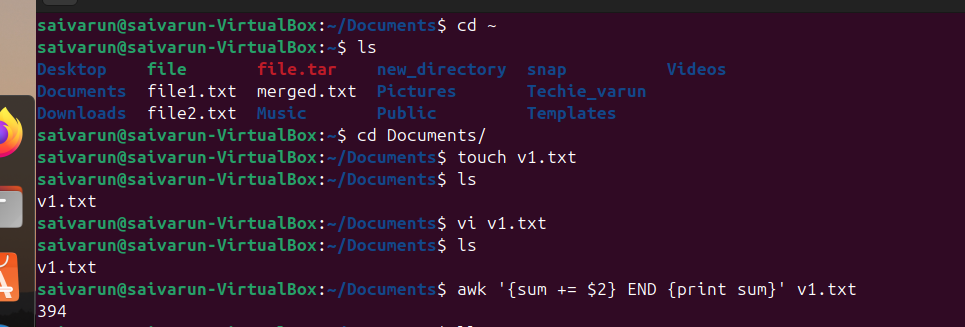 saivarun@saivarun-VirtualBox:~/Documents$ cd ~
saivarun@saivarun-VirtualBox:~$ ls
Desktop file file.tar new_directory snap Videos
Documents file1.txt merged.txt Pictures Techie_varun
Downloads file2.txt Music Public Templates
saivarun@saivarun-VirtualBox:~$ cd Documents/
saivarun@saivarun-VirtualBox:~/Documents$ touch v1.txt
saivarun@saivarun-VirtualBox:~/Documents$ ls
v1.txt
saivarun@saivarun-VirtualBox:~/Documents$ vi v1.txt
saivarun@saivarun-VirtualBox:~/Documents$ ls
v1.txt
saivarun@saivarun-VirtualBox:~/Documents$ awk '{sum += $2} END {print sum}' v1.txt
394